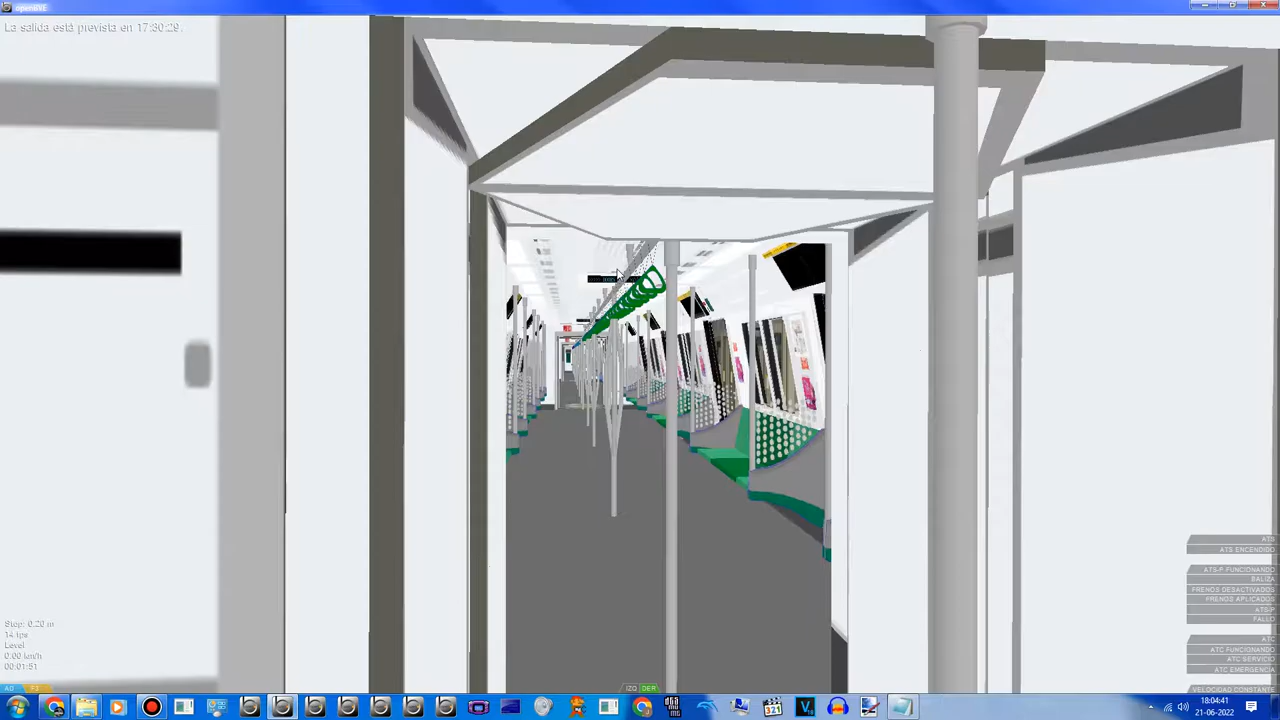 openBVE
La salida está prevista en 17:30:29.
ATS
ATS ENCENDIDO
ATS-P FUNCIONANDO
BALIZA
FRENOS DESACTIVADOS
FRENOS APLICADOS
ATS-P
FALLO
ATC
ATC FUNCIONANDO
ATC SERVICIO
ATC EMERGENCIA
VELOCIDAD CONSTANTE
Stop: 0.20 m
14 fps
Level
0.00 km/h
00:01:51
IZQ DER
18:04:41
21-06-2022